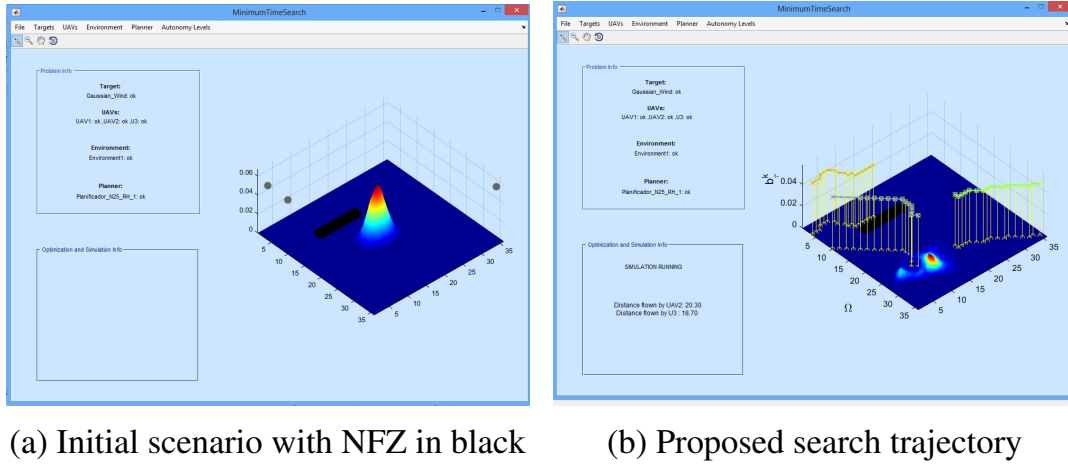 MinimumTimeSearch
File Targets UAVs Environment Planner Autonomy Levels
Problem Info
Target:
Gaussian_Wind: ok
UAVs:
UAV1: ok ,UAV2: ok ,U3: ok
Environment:
Environment1: ok
Planner:
Planificador_N25_RH_1: ok
Optimization and Simulation Info
0.06
0.04
0.02
0
5
10
15
20
25
30
35
5
10
15
20
25
30
35
(a) Initial scenario with NFZ in black
MinimumTimeSearch
File Targets UAVs Environment Planner Autonomy Levels
Problem Info
Target:
Gaussian_Wind: ok
UAVs:
UAV1: ok ,UAV2: ok ,U3: ok
Environment:
Environment1: ok
Planner:
Planificador_N25_RH_1: ok
Optimization and Simulation Info
SIMULATION RUNNING
Distance flown by UAV2: 20.30
Distance flown by U3 : 18.70
0.04
0.02
0
5
10
15
20
25
30
35
Ω
5
10
15
20
25
30
35
(b) Proposed search trajectory